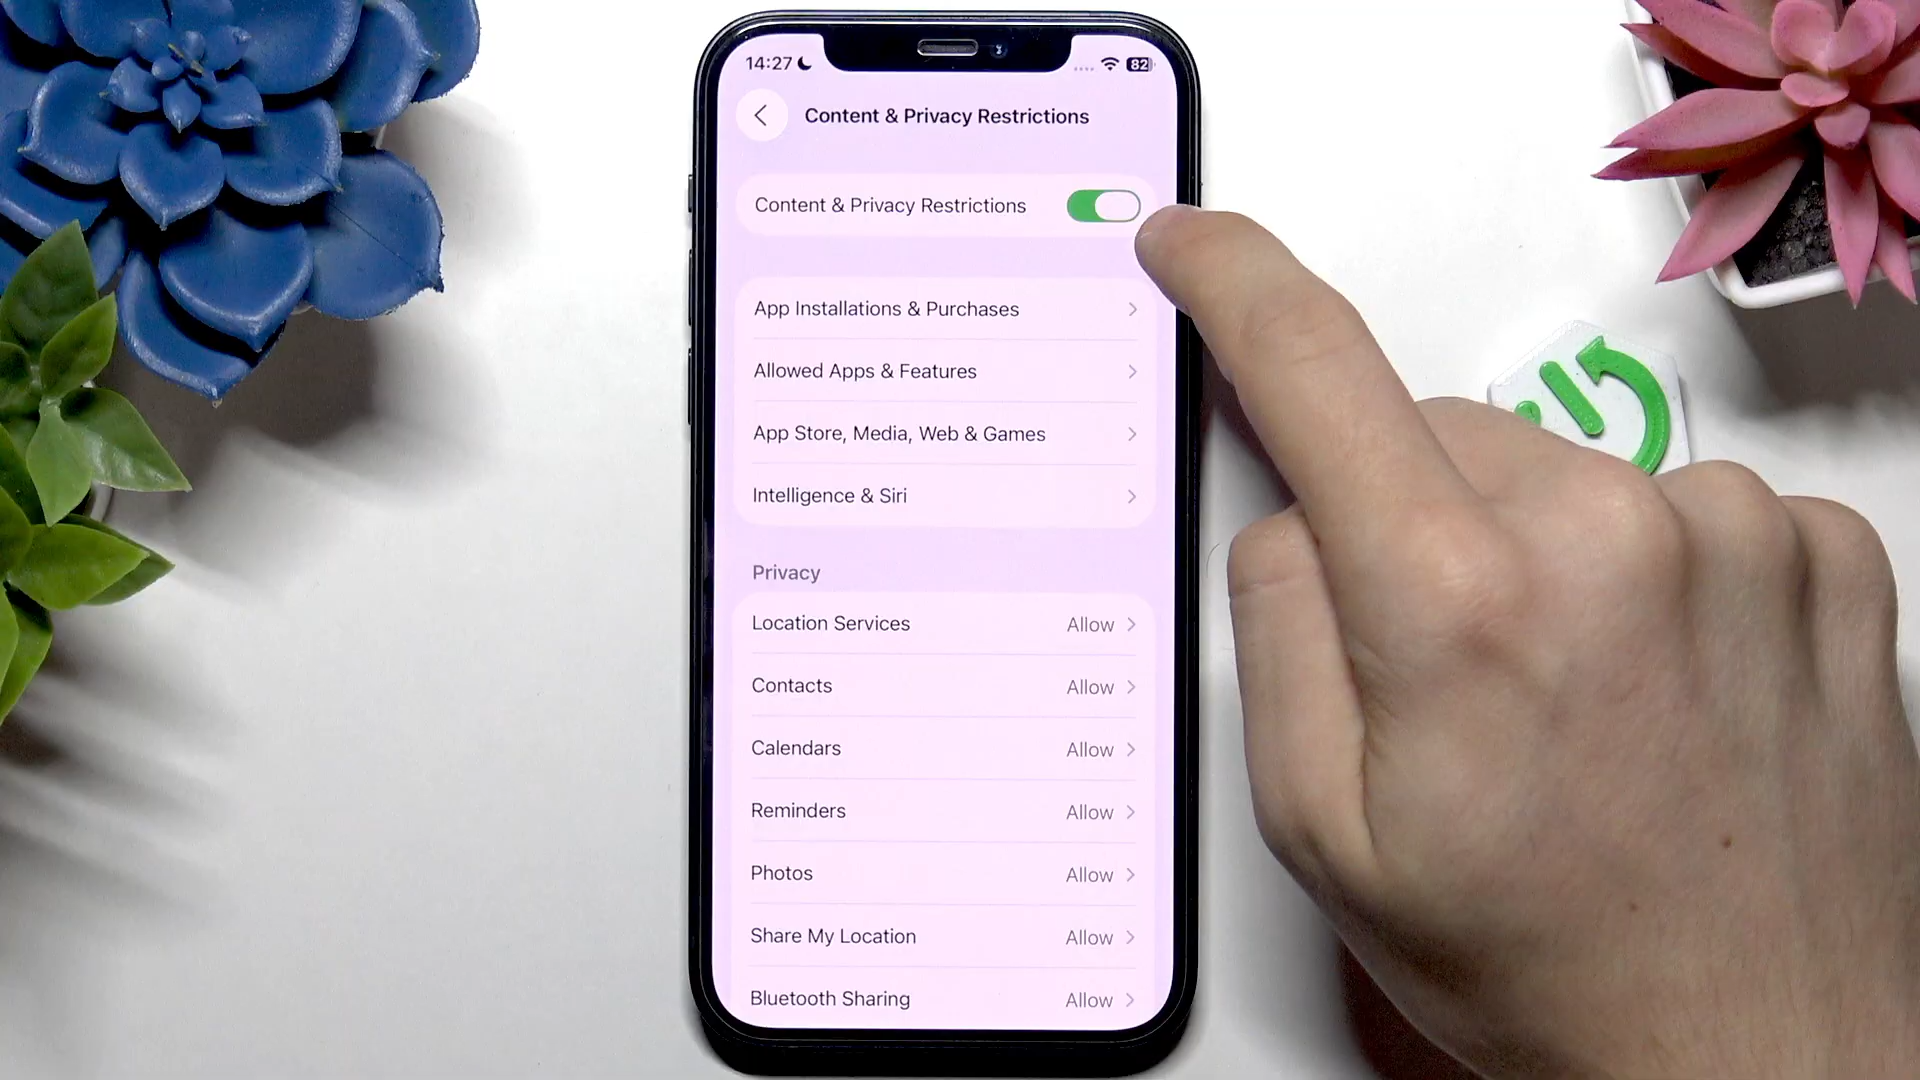 14:27
82
Content & Privacy Restrictions
Content & Privacy Restrictions
App Installations & Purchases
Allowed Apps & Features
App Store, Media, Web & Games
Intelligence & Siri
Privacy
Location Services Allow
Contacts Allow
Calendars Allow
Reminders Allow
Photos Allow
Share My Location Allow
Bluetooth Sharing Allow